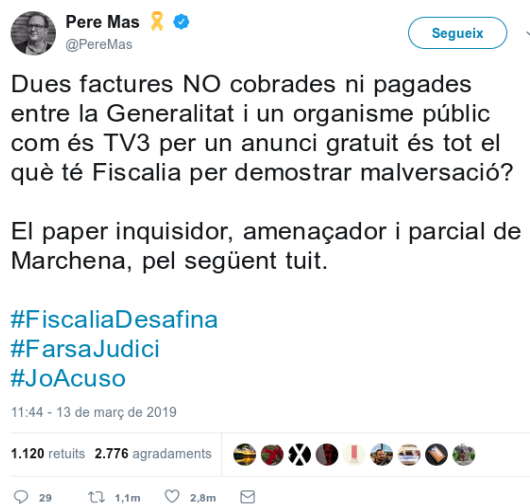 Pere Mas
@PereMas
Segueix
Dues factures NO cobrades ni pagades
entre la Generalitat i un organisme públic
com és TV3 per un anunci gratuit és tot el
què té Fiscalia per demostrar malversació?
El paper inquisidor, amenaçador i parcial de
Marchena, pel següent tuit.
#FiscaliaDesafina
#FarsaJudici
#JoAcuso
11:44 - 13 de març de 2019
1.120 retuits 2.776 agradaments
29 1,1m 2,8m